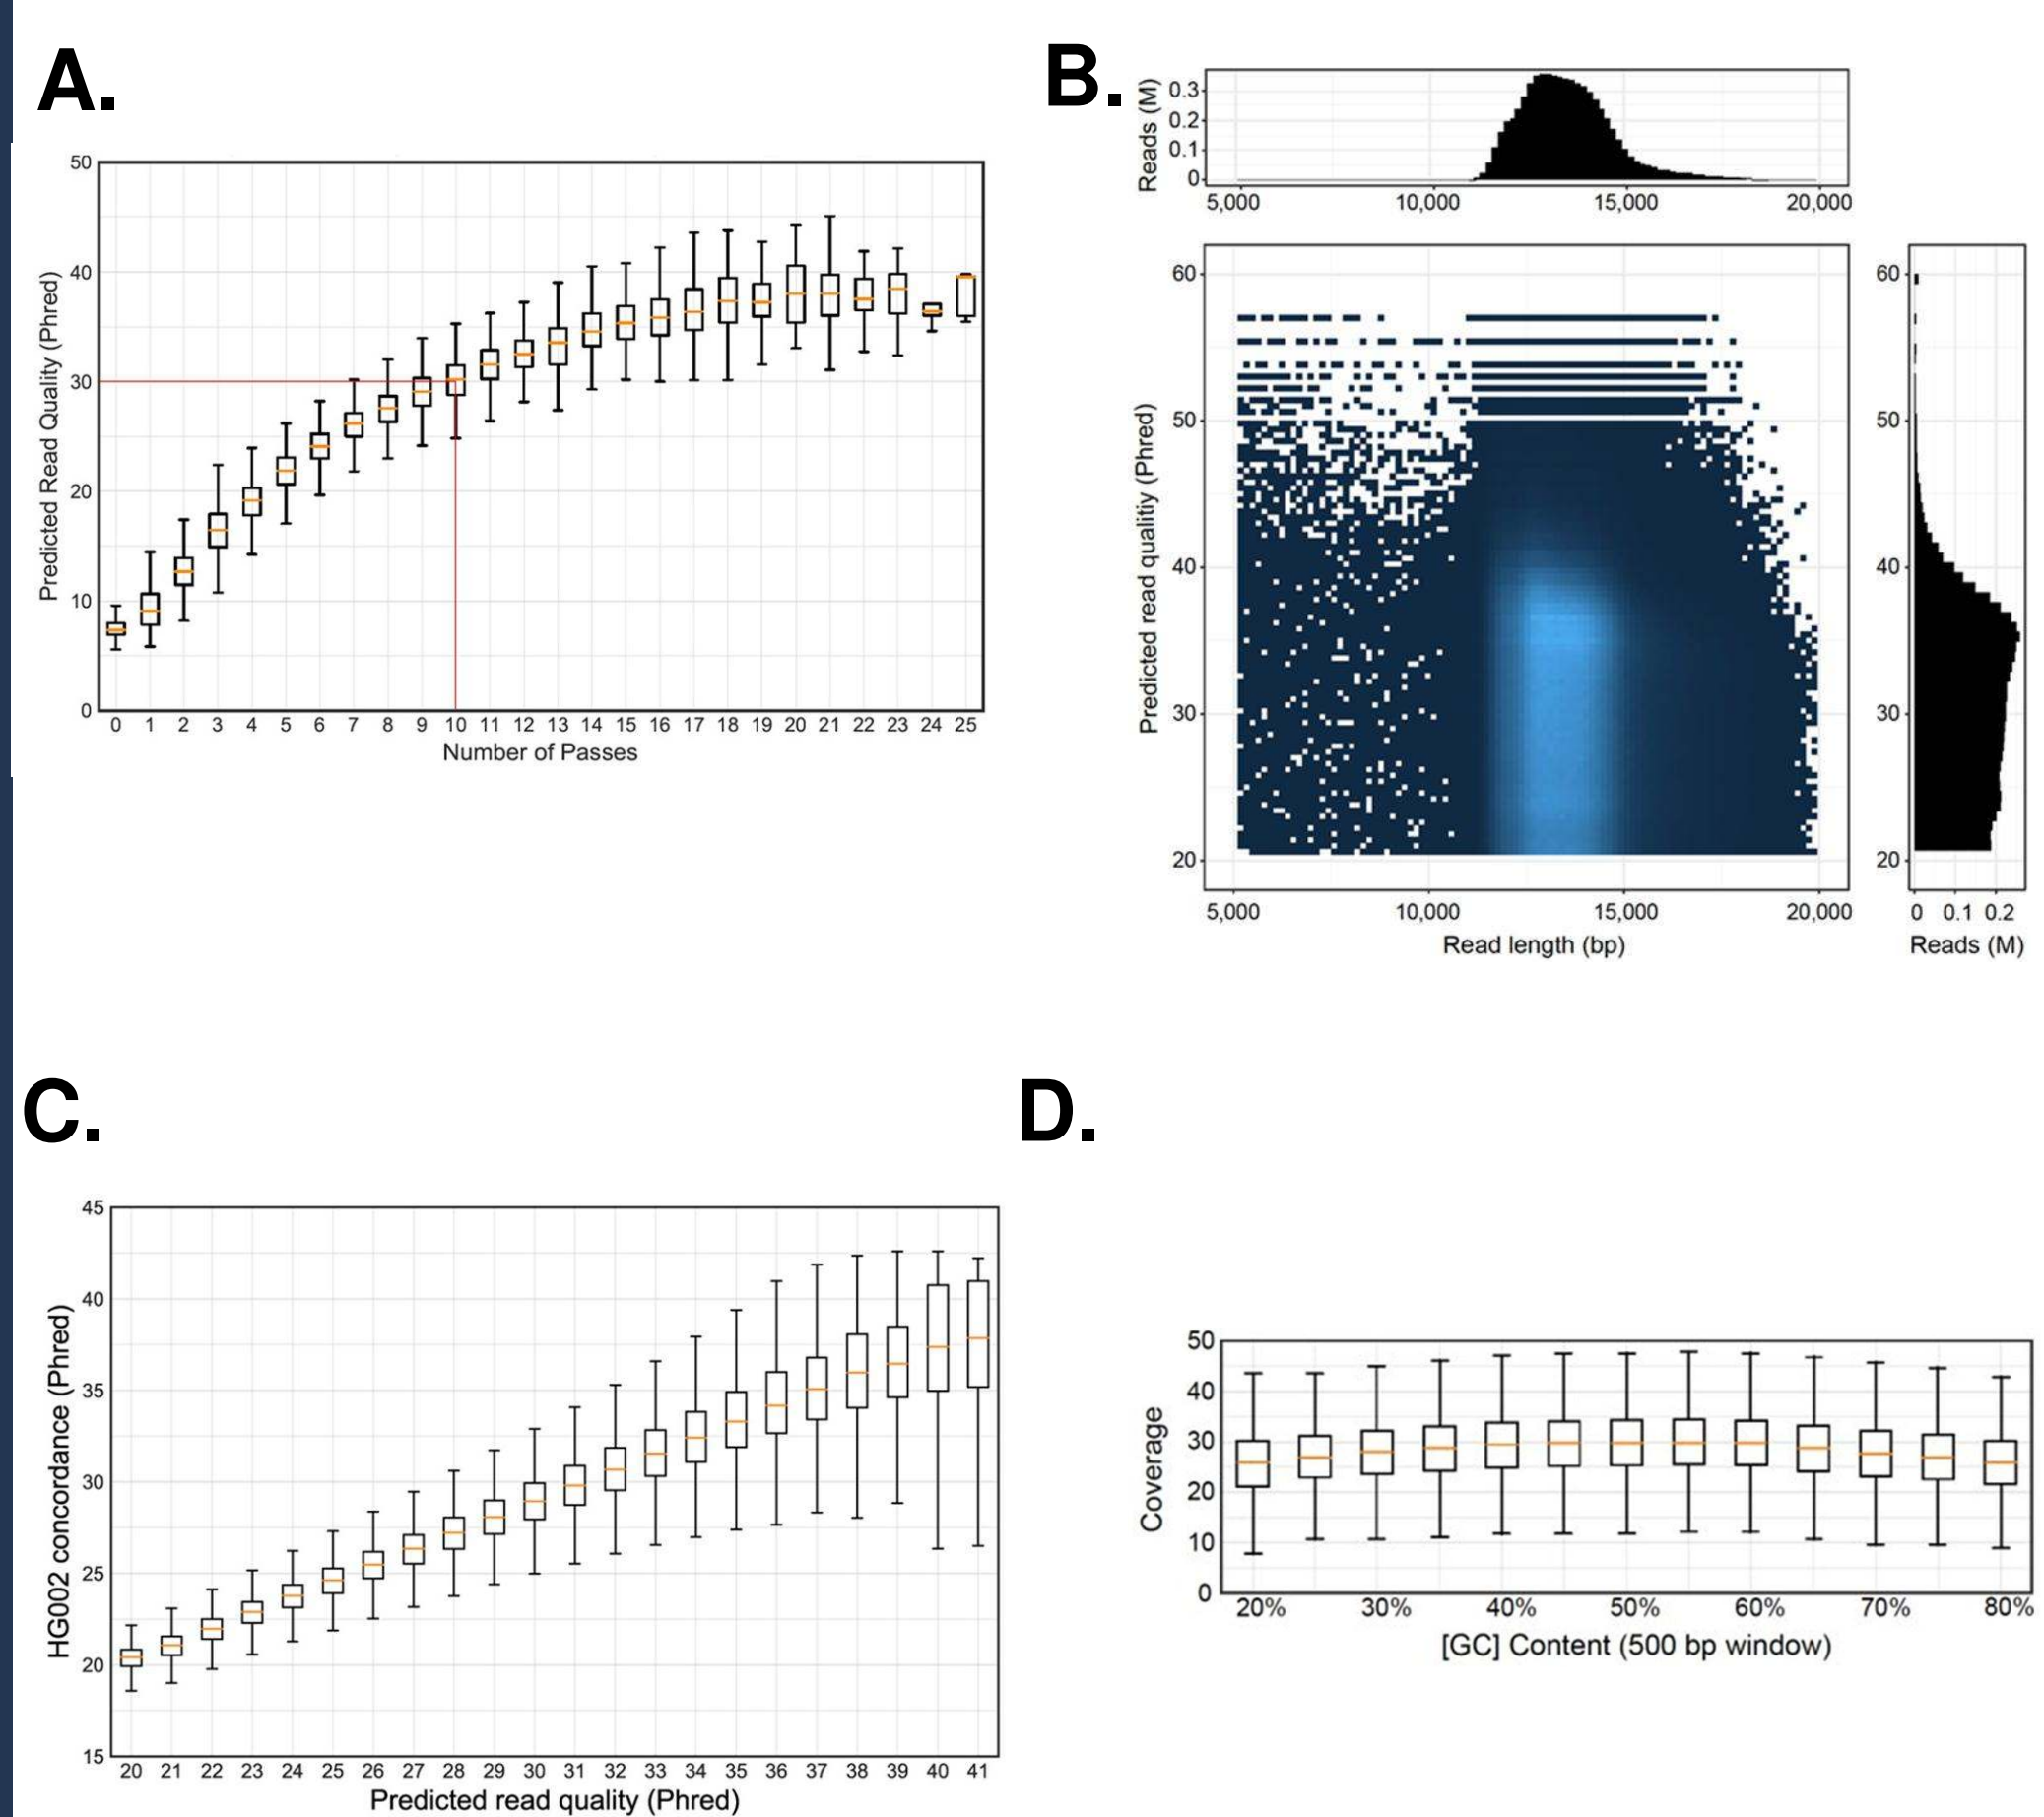 A.
50
40
30
20
10
0
Predicted Read Quality (Phred)
0 1 2 3 4 5 6 7 8 9 10 11 12 13 14 15 16 17 18 19 20 21 22 23 24 25
Number of Passes
B.
Reads (M)
0.3
0.2
0.1
0
5,000 10,000 15,000 20,000
Predicted read qualitiy (Phred)
60
50
40
30
20
5,000 10,000 15,000 20,000
Read length (bp)
60
50
40
30
20
0 0.1 0.2
Reads (M)
C.
45
40
35
30
25
20
15
HG002 concordance (Phred)
20 21 22 23 24 25 26 27 28 29 30 31 32 33 34 35 36 37 38 39 40 41
Predicted read quality (Phred)
D.
50
40
30
20
10
0
Coverage
20% 30% 40% 50% 60% 70% 80%
[GC] Content (500 bp window)